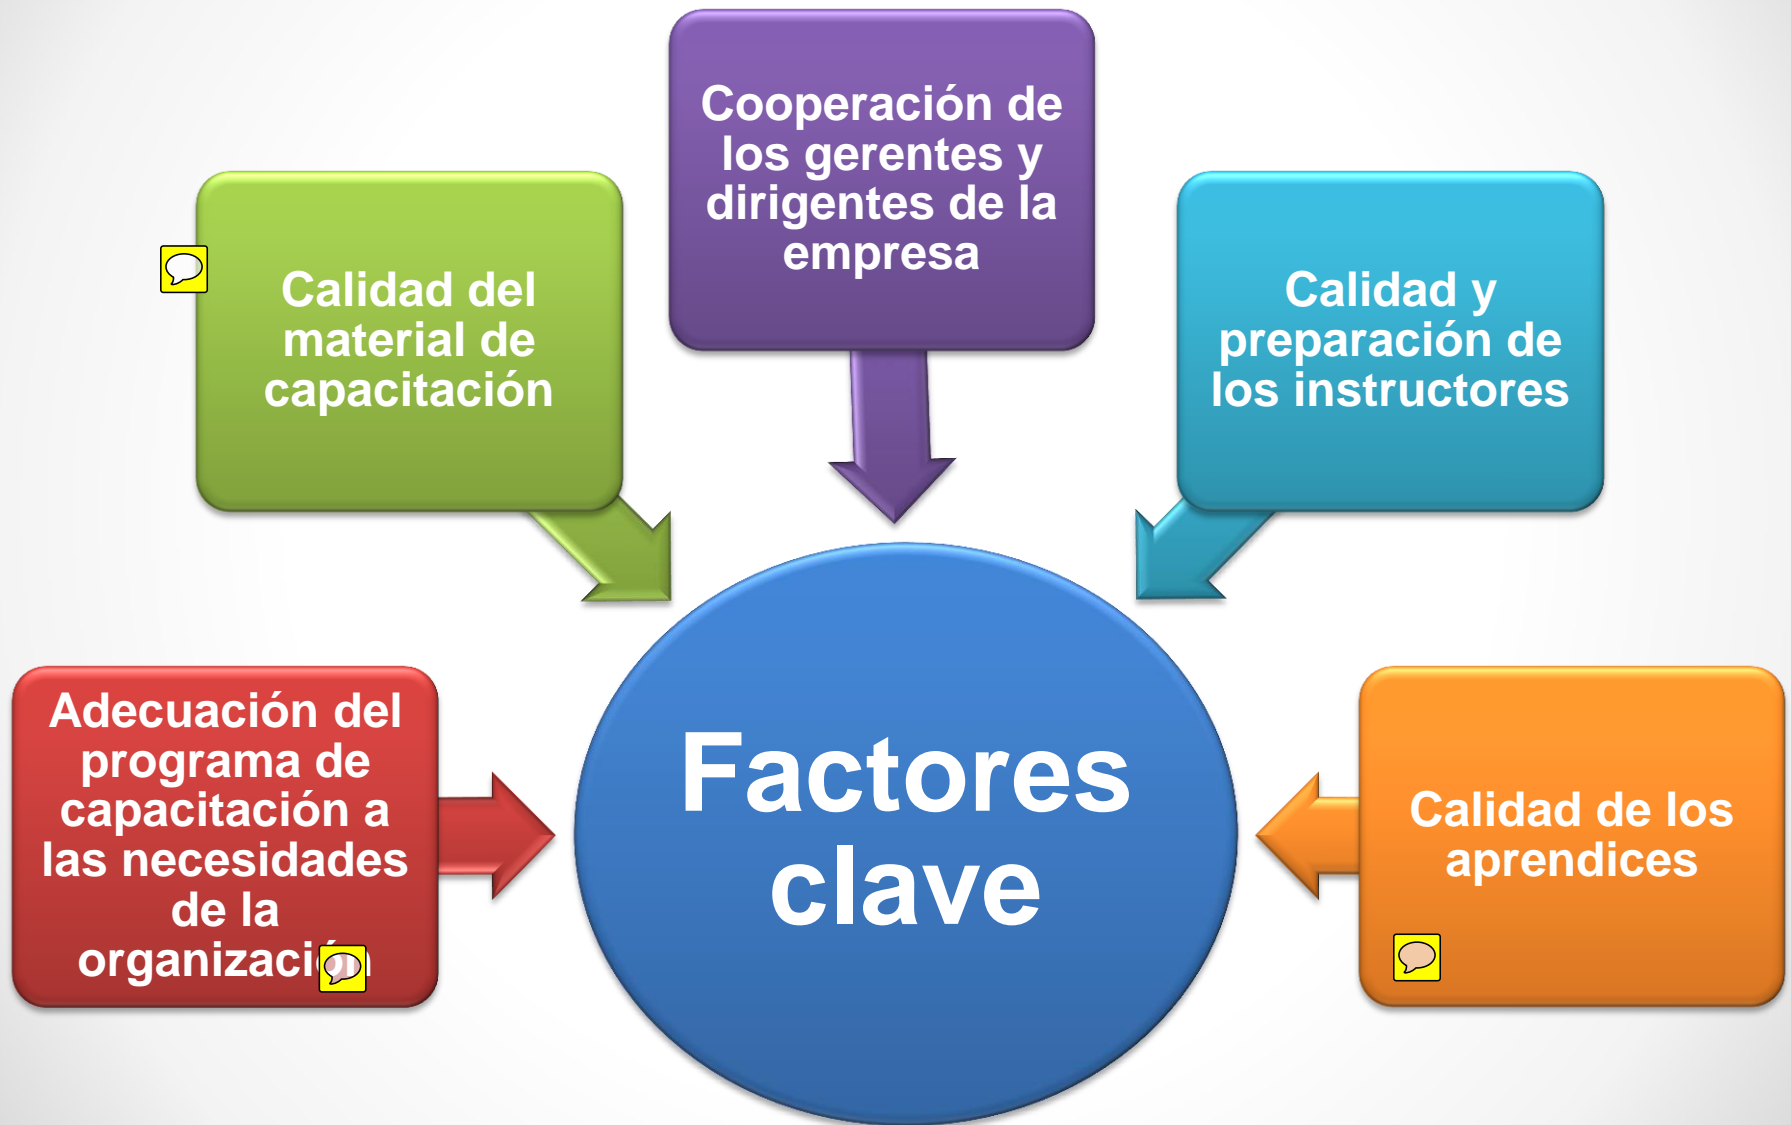 Cooperación de
los gerentes y
dirigentes de la
empresa
Calidad del
material de
capacitación
Calidad y
preparación de
los instructores
Adecuación del
programa de
capacitación a
las necesidades
de la
organización
Factores
clave
Calidad de los
aprendices